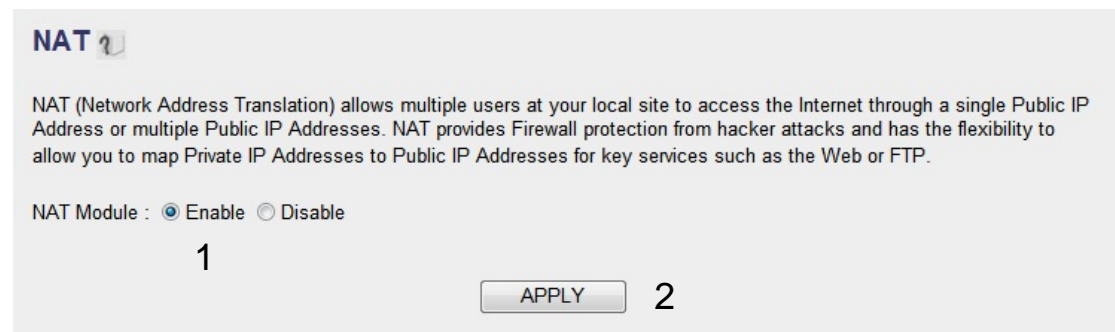 NAT
NAT (Network Address Translation) allows multiple users at your local site to access the Internet through a single Public IP
Address or multiple Public IP Addresses. NAT provides Firewall protection from hacker attacks and has the flexibility to
allow you to map Private IP Addresses to Public IP Addresses for key services such as the Web or FTP.
NAT Module : Enable Disable
1
APPLY 2